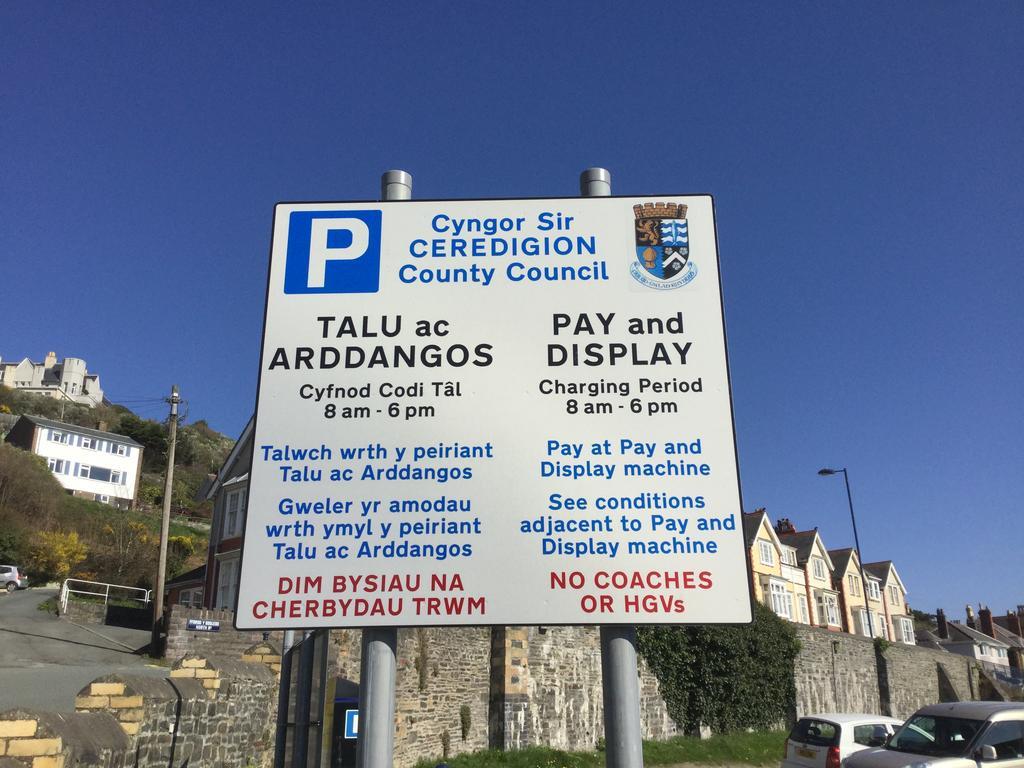 P
Cyngor Sir
CEREDIGION
County Council
TALU ac
ARDDANGOS
Cyfnod Codi Tâl
8 am - 6 pm
Talwch wrth y peiriant
Talu ac Arddangos
Gweler yr amodau
wrth ymyl y peiriant
Talu ac Arddangos
DIM BYSIAU NA
CHERBYDAU TRWM
PAY and
DISPLAY
Charging Period
8 am - 6 pm
Pay at Pay and
Display machine
See conditions
adjacent to Pay and
Display machine
NO COACHES
OR HGVs